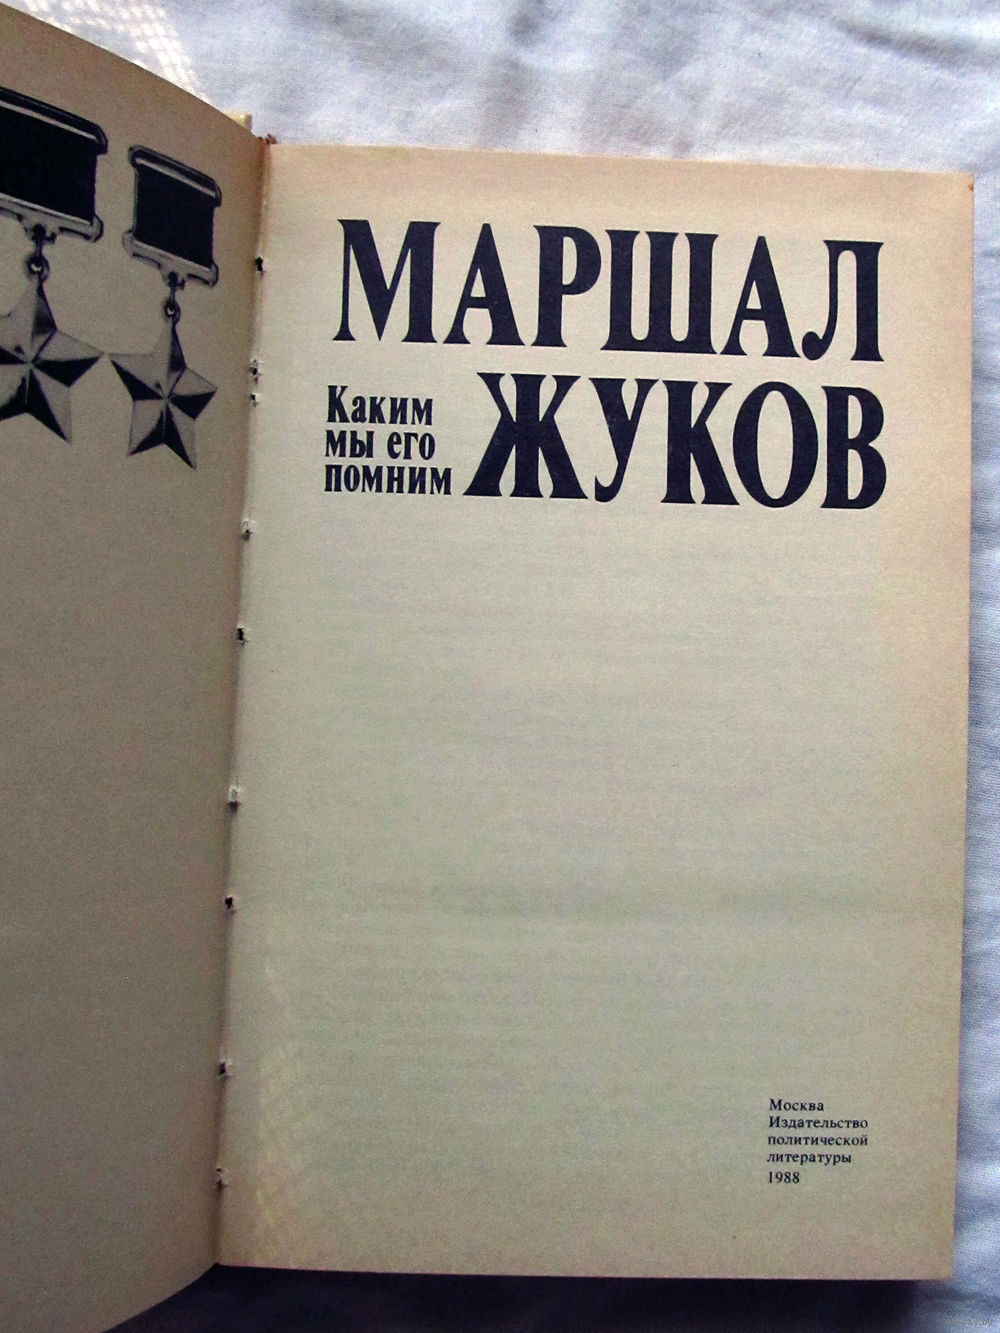 МАРШАЛ
ЖУКОВ
Каким
мы его
помним
Москва
Издательство
политической
литературы
1988